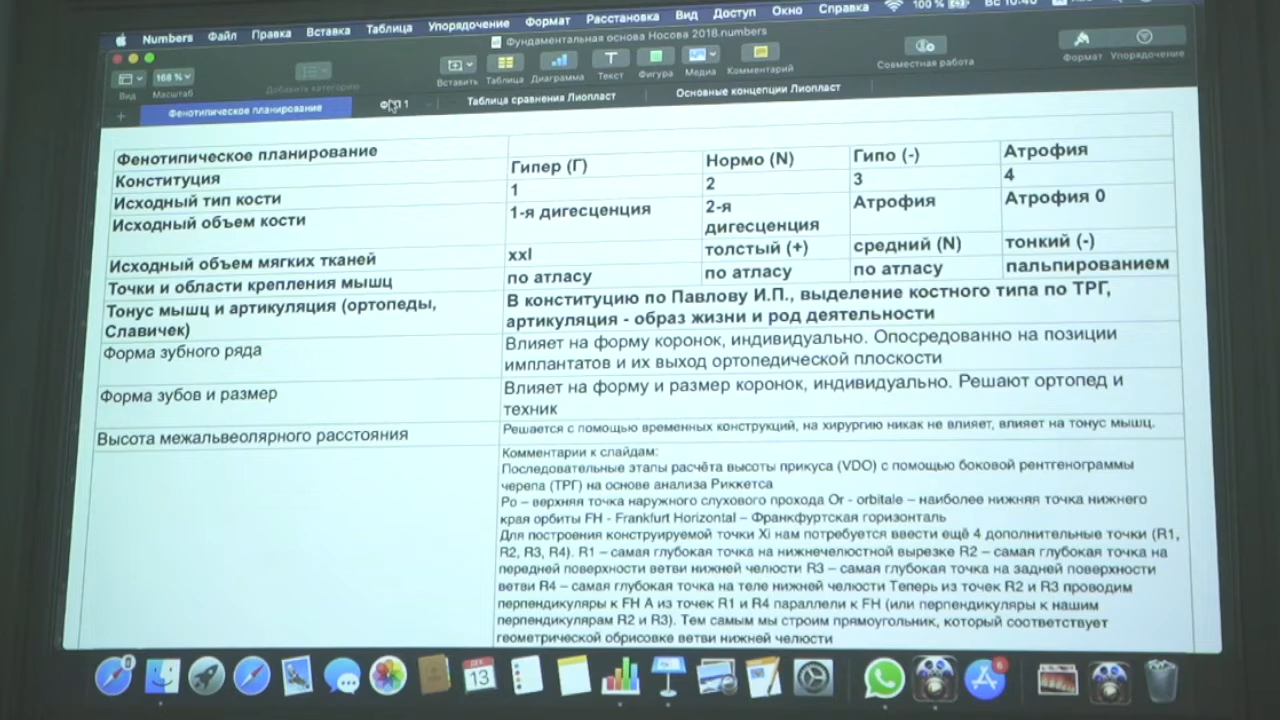 Numbers Файл Правка Вставка Таблица Упорядочение Формат Расстановка Вид Доступ Окно Справка 100 %
Фундаментальная основа Носова 2018.numbers
168 %
Вид Масштаб Добавить категорию Вставить Таблица Диаграмма Текст Фигура Медиа Комментарий Совместная работа Формат Упорядочение
Фенотипическое планирование Таблица сравнения Лиопласт Основные концепции Лиопласт
Фенотипическое планирование
Конституция Гипер (Г) Нормо (N) Гипо (-) Атрофия
Исходный тип кости 1 2 3 4
Исходный объем кости 1-я дигесценция 2-я дигесценция Атрофия Атрофия 0
Исходный объем мягких тканей xxl толстый (+) средний (N) тонкий (-)
Точки и области крепления мышц по атласу по атласу по атласу пальпированием
Тонус мышц и артикуляция (ортопеды, Славичек)
В конституцию по Павлову И.П., выделение костного типа по ТРГ,
артикуляция - образ жизни и род деятельности
Форма зубного ряда
Влияет на форму коронок, индивидуально. Опосредованно на позиции
имплантатов и их выход ортопедической плоскости
Форма зубов и размер
Влияет на форму и размер коронок, индивидуально. Решают ортопед и
техник
Высота межальвеолярного расстояния
Решается с помощью временных конструкций, на хирургию никак не влияет, влияет на тонус мышц.
Комментарии к слайдам:
Последовательные этапы расчёта высоты прикуса (VDO) с помощью боковой рентгенограммы
черепа (ТРГ) на основе анализа Риккетса
Po – верхняя точка наружного слухового прохода Or - orbitale – наиболее нижняя точка нижнего
края орбиты FH - Frankfurt Horizontal – Франкфуртская горизонталь
Для построения конструируемой точки Xi нам потребуется ввести ещё 4 дополнительные точки (R1,
R2, R3, R4). R1 – самая глубокая точка на нижнечелюстной вырезке R2 – самая глубокая точка на
передней поверхности ветви нижней челюсти R3 – самая глубокая точка на задней поверхности
ветви R4 – самая глубокая точка на теле нижней челюсти Теперь из точек R2 и R3 проводим
перпендикуляры к FH А из точек R1 и R4 параллели к FH (или перпендикуляры к нашим
перпендикулярам R2 и R3). Тем самым мы строим прямоугольник, который соответствует
геометрической обрисовке ветви нижней челюсти
ДЕК
13
6